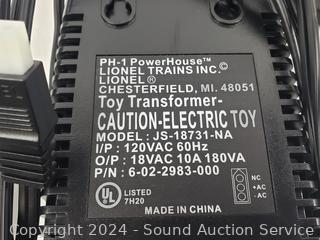 PH-1 PowerHouse™
LIONEL TRAINS INC.©
LIONEL®
CHESTERFIELD, MI. 48051
Toy Transformer-
CAUTION-ELECTRIC TOY
MODEL : JS-18731-NA
I/P : 120VAC 60Hz
O/P : 18VAC 10A 180VA
P/N : 6-02-2983-000
UL
LISTED
7H20
NC
+AC
-AC
MADE IN CHINA
Copyright 2024 - Sound Auction Service